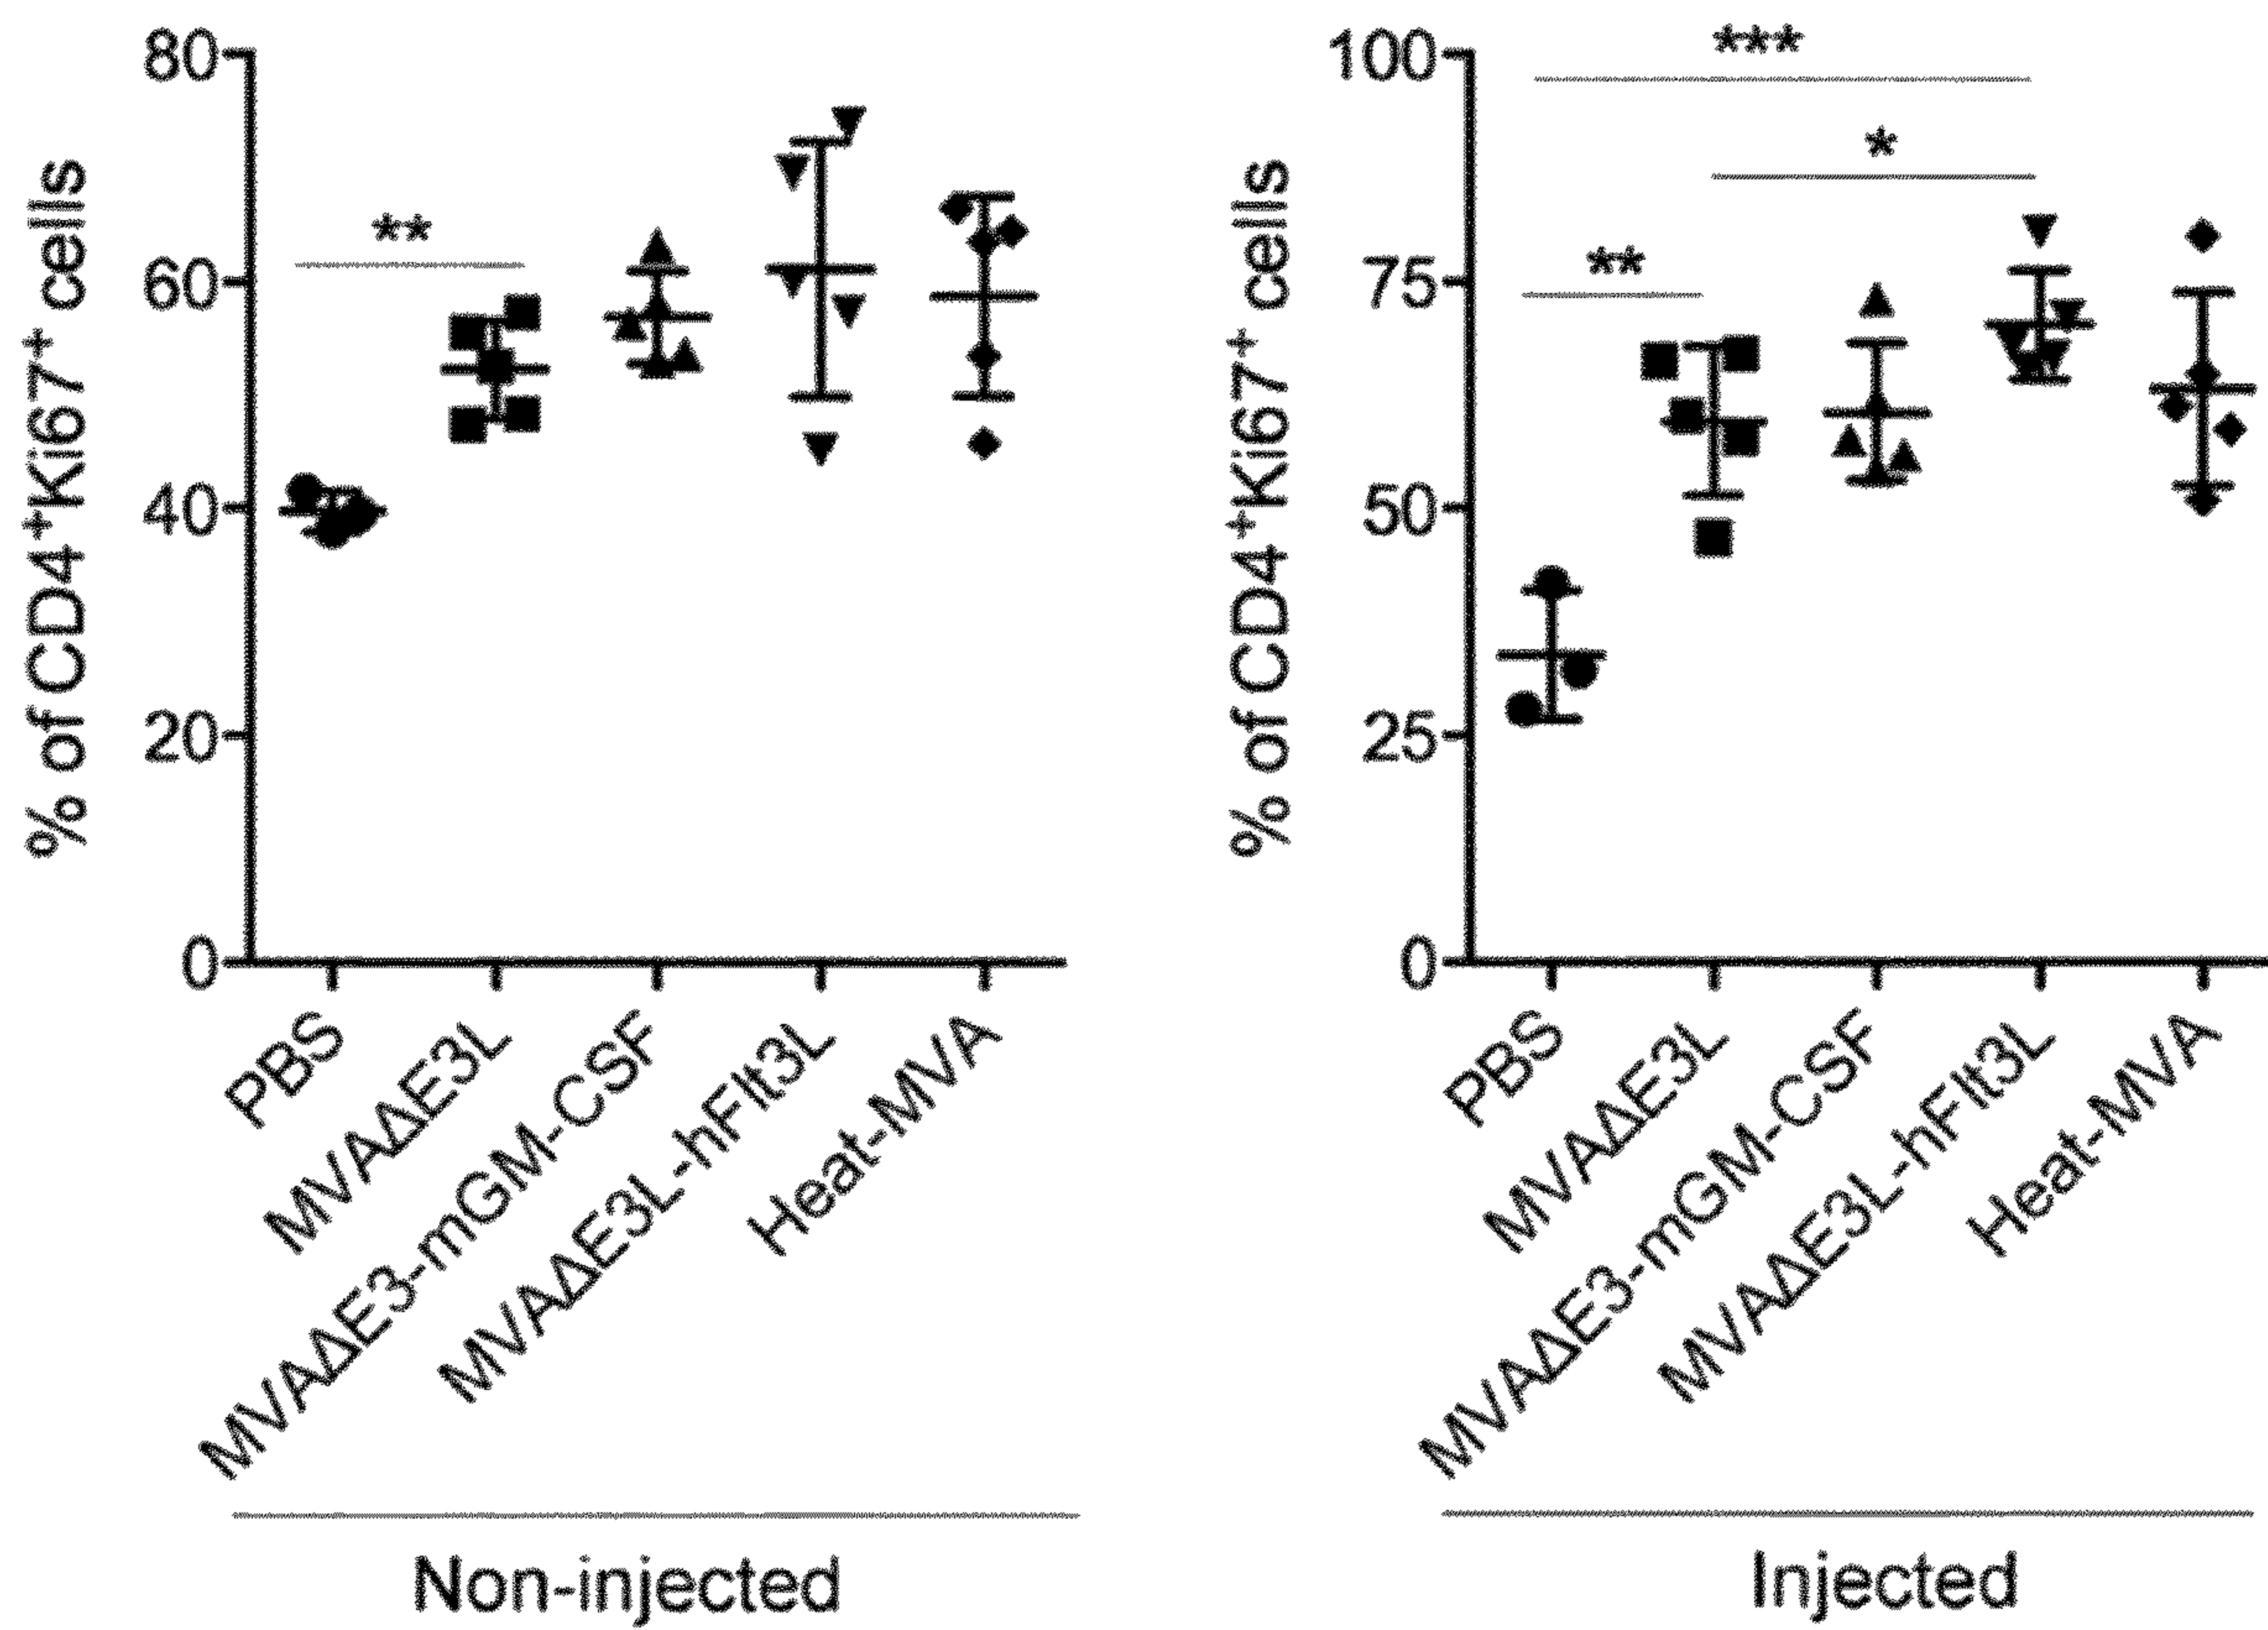 % of CD4⁺Ki67⁺ cells
80
60
40
20
0
**
PBS
MVAΔE3L
MVAΔE3-mGM-CSF
MVAΔE3L-hFlt3L
Heat-MVA
Non-injected
% of CD4⁺Ki67⁺ cells
100
75
50
25
0
***
*
**
PBS
MVAΔE3L
MVAΔE3-mGM-CSF
MVAΔE3L-hFlt3L
Heat-MVA
Injected